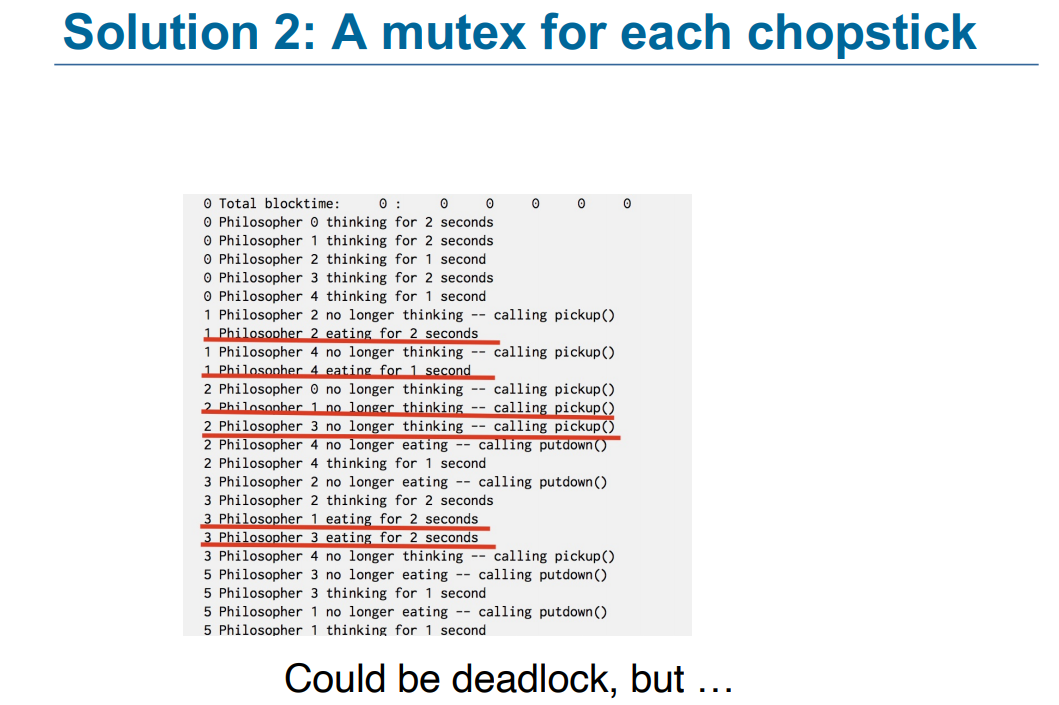 Solution 2: A mutex for each chopstick
0 Total blocktime: 0 : 0 0 0 0 0
0 Philosopher 0 thinking for 2 seconds
0 Philosopher 1 thinking for 2 seconds
0 Philosopher 2 thinking for 1 second
0 Philosopher 3 thinking for 2 seconds
0 Philosopher 4 thinking for 1 second
1 Philosopher 2 no longer thinking -- calling pickup()
1 Philosopher 2 eating for 2 seconds
1 Philosopher 4 no longer thinking -- calling pickup()
1 Philosopher 4 eating for 1 second
2 Philosopher 0 no longer thinking -- calling pickup()
2 Philosopher 1 no longer thinking -- calling pickup()
2 Philosopher 3 no longer thinking -- calling pickup()
2 Philosopher 4 no longer eating -- calling putdown()
2 Philosopher 4 thinking for 1 second
3 Philosopher 2 no longer eating -- calling putdown()
3 Philosopher 2 thinking for 2 seconds
3 Philosopher 1 eating for 2 seconds
3 Philosopher 3 eating for 2 seconds
3 Philosopher 4 no longer thinking -- calling pickup()
5 Philosopher 3 no longer eating -- calling putdown()
5 Philosopher 3 thinking for 1 second
5 Philosopher 1 no longer eating -- calling putdown()
5 Philosopher 1 thinking for 1 second
Could be deadlock, but …